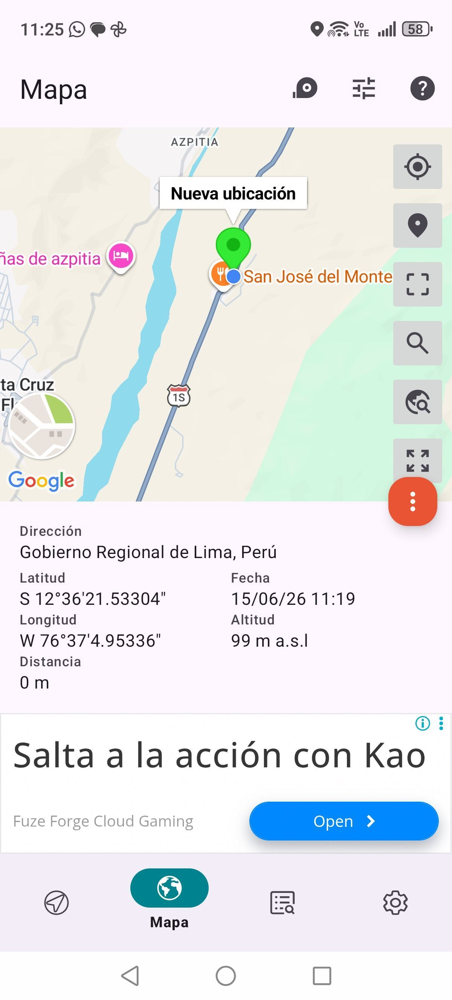 11:25
Vo
LTE
58
Mapa
AZPITIA
Nueva ubicación
ñas de azpitia
San José del Monte
ta Cruz
Fl
1S
Google
Dirección
Gobierno Regional de Lima, Perú
Latitud
Fecha
S 12°36'21.53304"
15/06/26 11:19
Longitud
Altitud
W 76°37'4.95336"
99 m a.s.l
Distancia
0 m
Salta a la acción con Kao
Fuze Forge Cloud Gaming
Open
Mapa